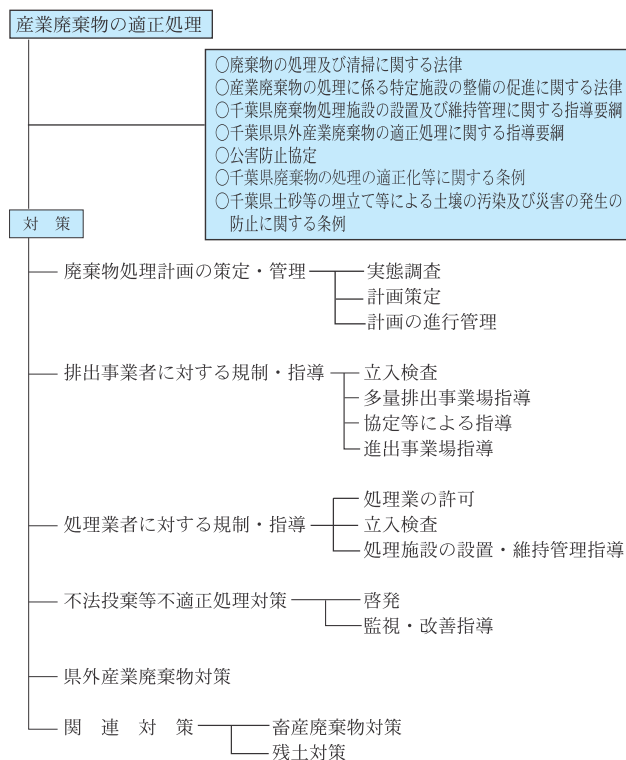 産業廃棄物の適正処理
〇廃棄物の処理及び清掃に関する法律
〇産業廃棄物の処理に係る特定施設の整備の促進に関する法律
〇千葉県廃棄物処理施設の設置及び維持管理に関する指導要綱
〇千葉県県外産業廃棄物の適正処理に関する指導要綱
〇公害防止協定
〇千葉県廃棄物の処理の適正化等に関する条例
〇千葉県土砂等の埋立て等による土壌の汚染及び災害の発生の
防止に関する条例
対　策
廃棄物処理計画の策定・管理
実態調査
計画策定
計画の進行管理
排出事業者に対する規制・指導
立入検査
多量排出事業場指導
協定等による指導
進出事業場指導
処理業者に対する規制・指導
処理業の許可
立入検査
処理施設の設置・維持管理指導
不法投棄等不適正処理対策
啓発
監視・改善指導
県外産業廃棄物対策
関　連　対　策
畜産廃棄物対策
残土対策